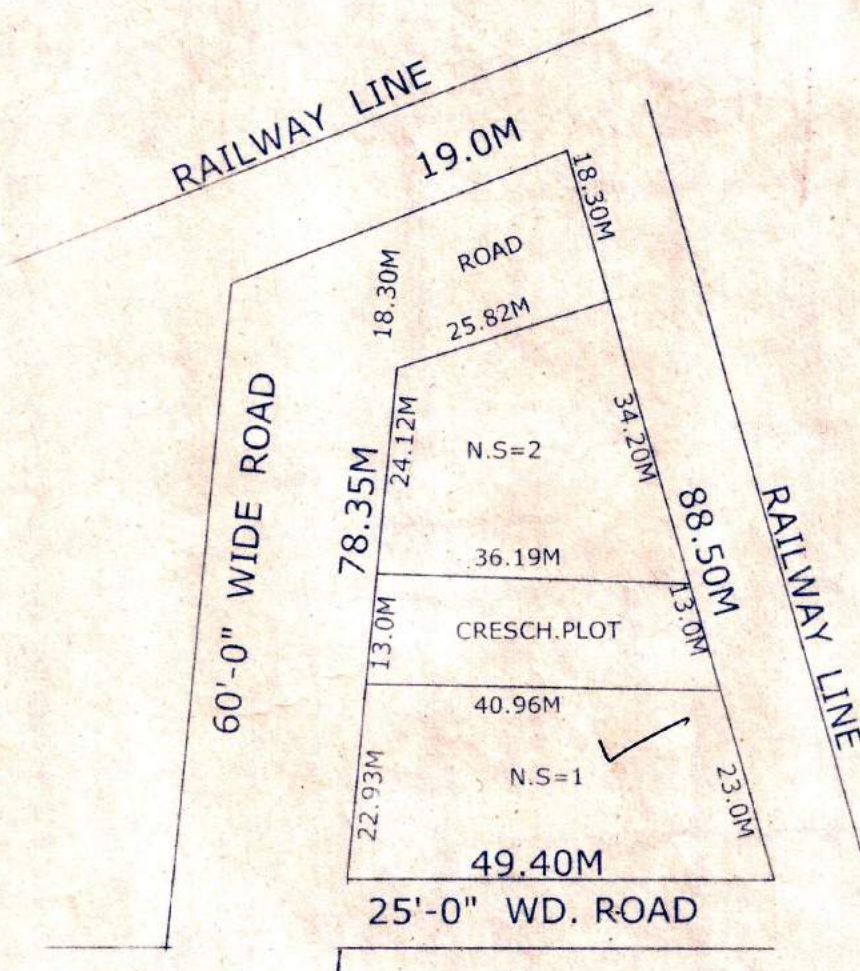 RAILWAY LINE
19.0M
18.30M
ROAD
18.30M
25.82M
24.12M
N.S=2
34.20M
78.35M
88.50M
60'-0" WIDE ROAD
RAILWAY LINE
36.19M
13.0M
CRESCH.PLOT
13.0M
40.96M
22.93M
N.S=1
23.0M
49.40M
25'-0" WD. ROAD